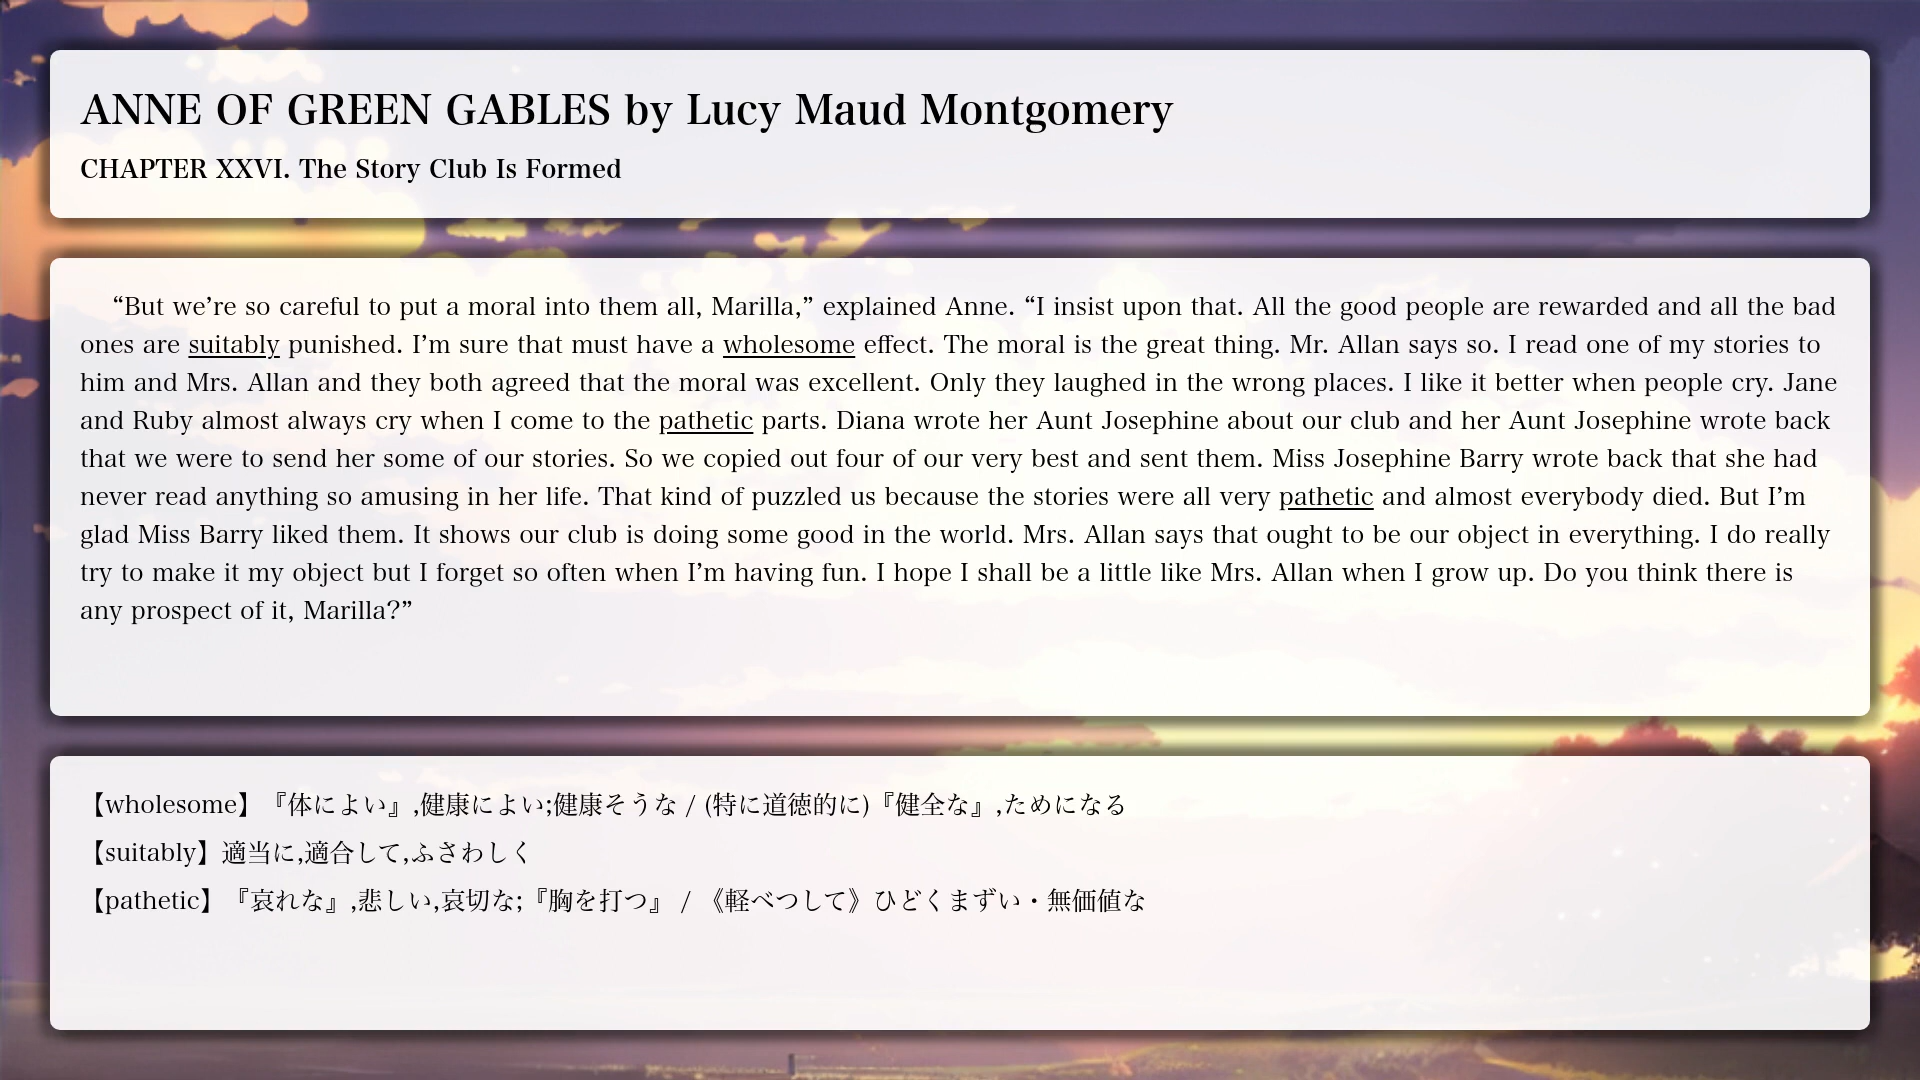 ANNE OF GREEN GABLES by Lucy Maud Montgomery
CHAPTER XXVI. The Story Club Is Formed
“But we’re so careful to put a moral into them all, Marilla,” explained Anne. “I insist upon that. All the good people are rewarded and all the bad
ones are suitably punished. I’m sure that must have a wholesome effect. The moral is the great thing. Mr. Allan says so. I read one of my stories to
him and Mrs. Allan and they both agreed that the moral was excellent. Only they laughed in the wrong places. I like it better when people cry. Jane
and Ruby almost always cry when I come to the pathetic parts. Diana wrote her Aunt Josephine about our club and her Aunt Josephine wrote back
that we were to send her some of our stories. So we copied out four of our very best and sent them. Miss Josephine Barry wrote back that she had
never read anything so amusing in her life. That kind of puzzled us because the stories were all very pathetic and almost everybody died. But I’m
glad Miss Barry liked them. It shows our club is doing some good in the world. Mrs. Allan says that ought to be our object in everything. I do really
try to make it my object but I forget so often when I’m having fun. I hope I shall be a little like Mrs. Allan when I grow up. Do you think there is
any prospect of it, Marilla?”
【wholesome】『体によい』,健康によい;健康そうな / (特に道徳的に)『健全な』,ためになる
【suitably】適当に,適合して,ふさわしく
【pathetic】『哀れな』,悲しい,哀切な;『胸を打つ』 / 《軽べつして》ひどくまずい・無価値な